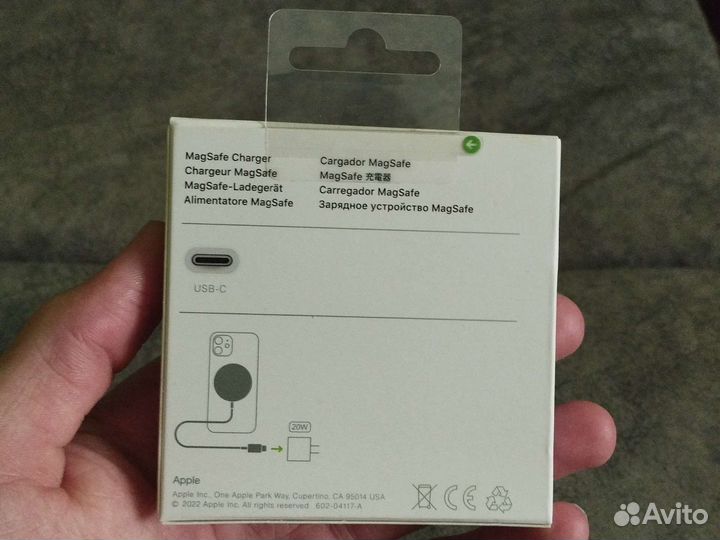 MagSafe Charger
Chargeur MagSafe
MagSafe-Ladegerät
Alimentatore MagSafe
Cargador MagSafe
MagSafe 充電器
Carregador MagSafe
Зарядное устройство MagSafe
USB-C
20W
Apple
Apple Inc., One Apple Park Way, Cupertino, CA 95014 USA
© 2022 Apple Inc. All rights reserved. 602-04117-A
CE
Avito